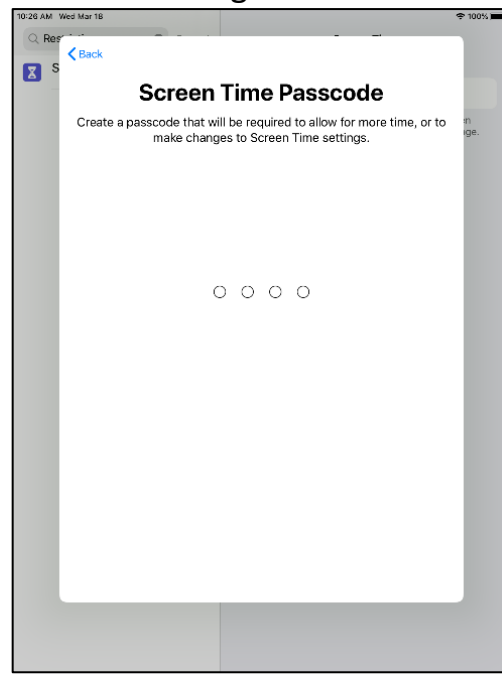 10:26 AM Wed Mar 18
100%
Back
Screen Time Passcode
Create a passcode that will be required to allow for more time, or to
make changes to Screen Time settings.